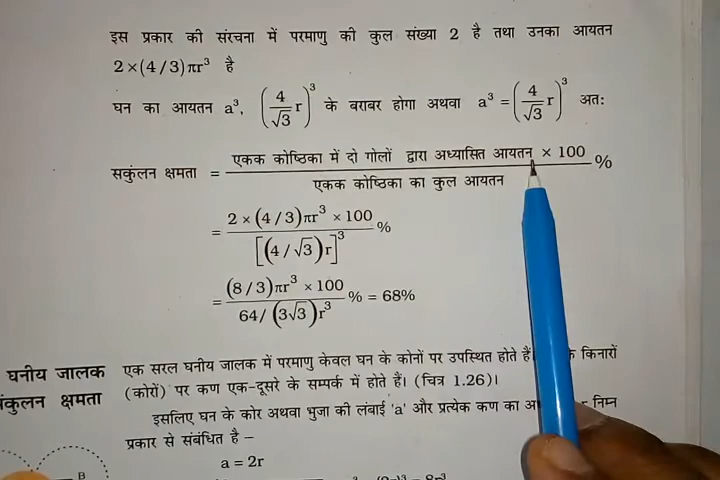 इस प्रकार की संरचना में परमाणु की कुल संख्या 2 है तथा उनका आयतन
2×(4/3)πr³ है
घन का आयतन a³, (4/√3 r)³ के बराबर होगा अथवा a³ = (4/√3 r)³ अतः
सकुंलन क्षमता = एकक कोष्ठिका में दो गोलों द्वारा अध्यासित आयतन × 100 / एकक कोष्ठिका का कुल आयतन %
= 2 × (4/3)πr³ × 100 / [(4/√3)r]³ %
= (8/3)πr³ × 100 / 64/(3√3)r³ % = 68%
घनीय जालक
संकुलन क्षमता
एक सरल घनीय जालक में परमाणु केवल घन के कोनों पर उपस्थित होते हैं। के किनारों
(कोरों) पर कण एक-दूसरे के सम्पर्क में होते हैं। (चित्र 1.26)।
इसलिए घन के कोर अथवा भुजा की लंबाई 'a' और प्रत्येक कण का r निम्न
प्रकार से संबंधित है –
a = 2r
B